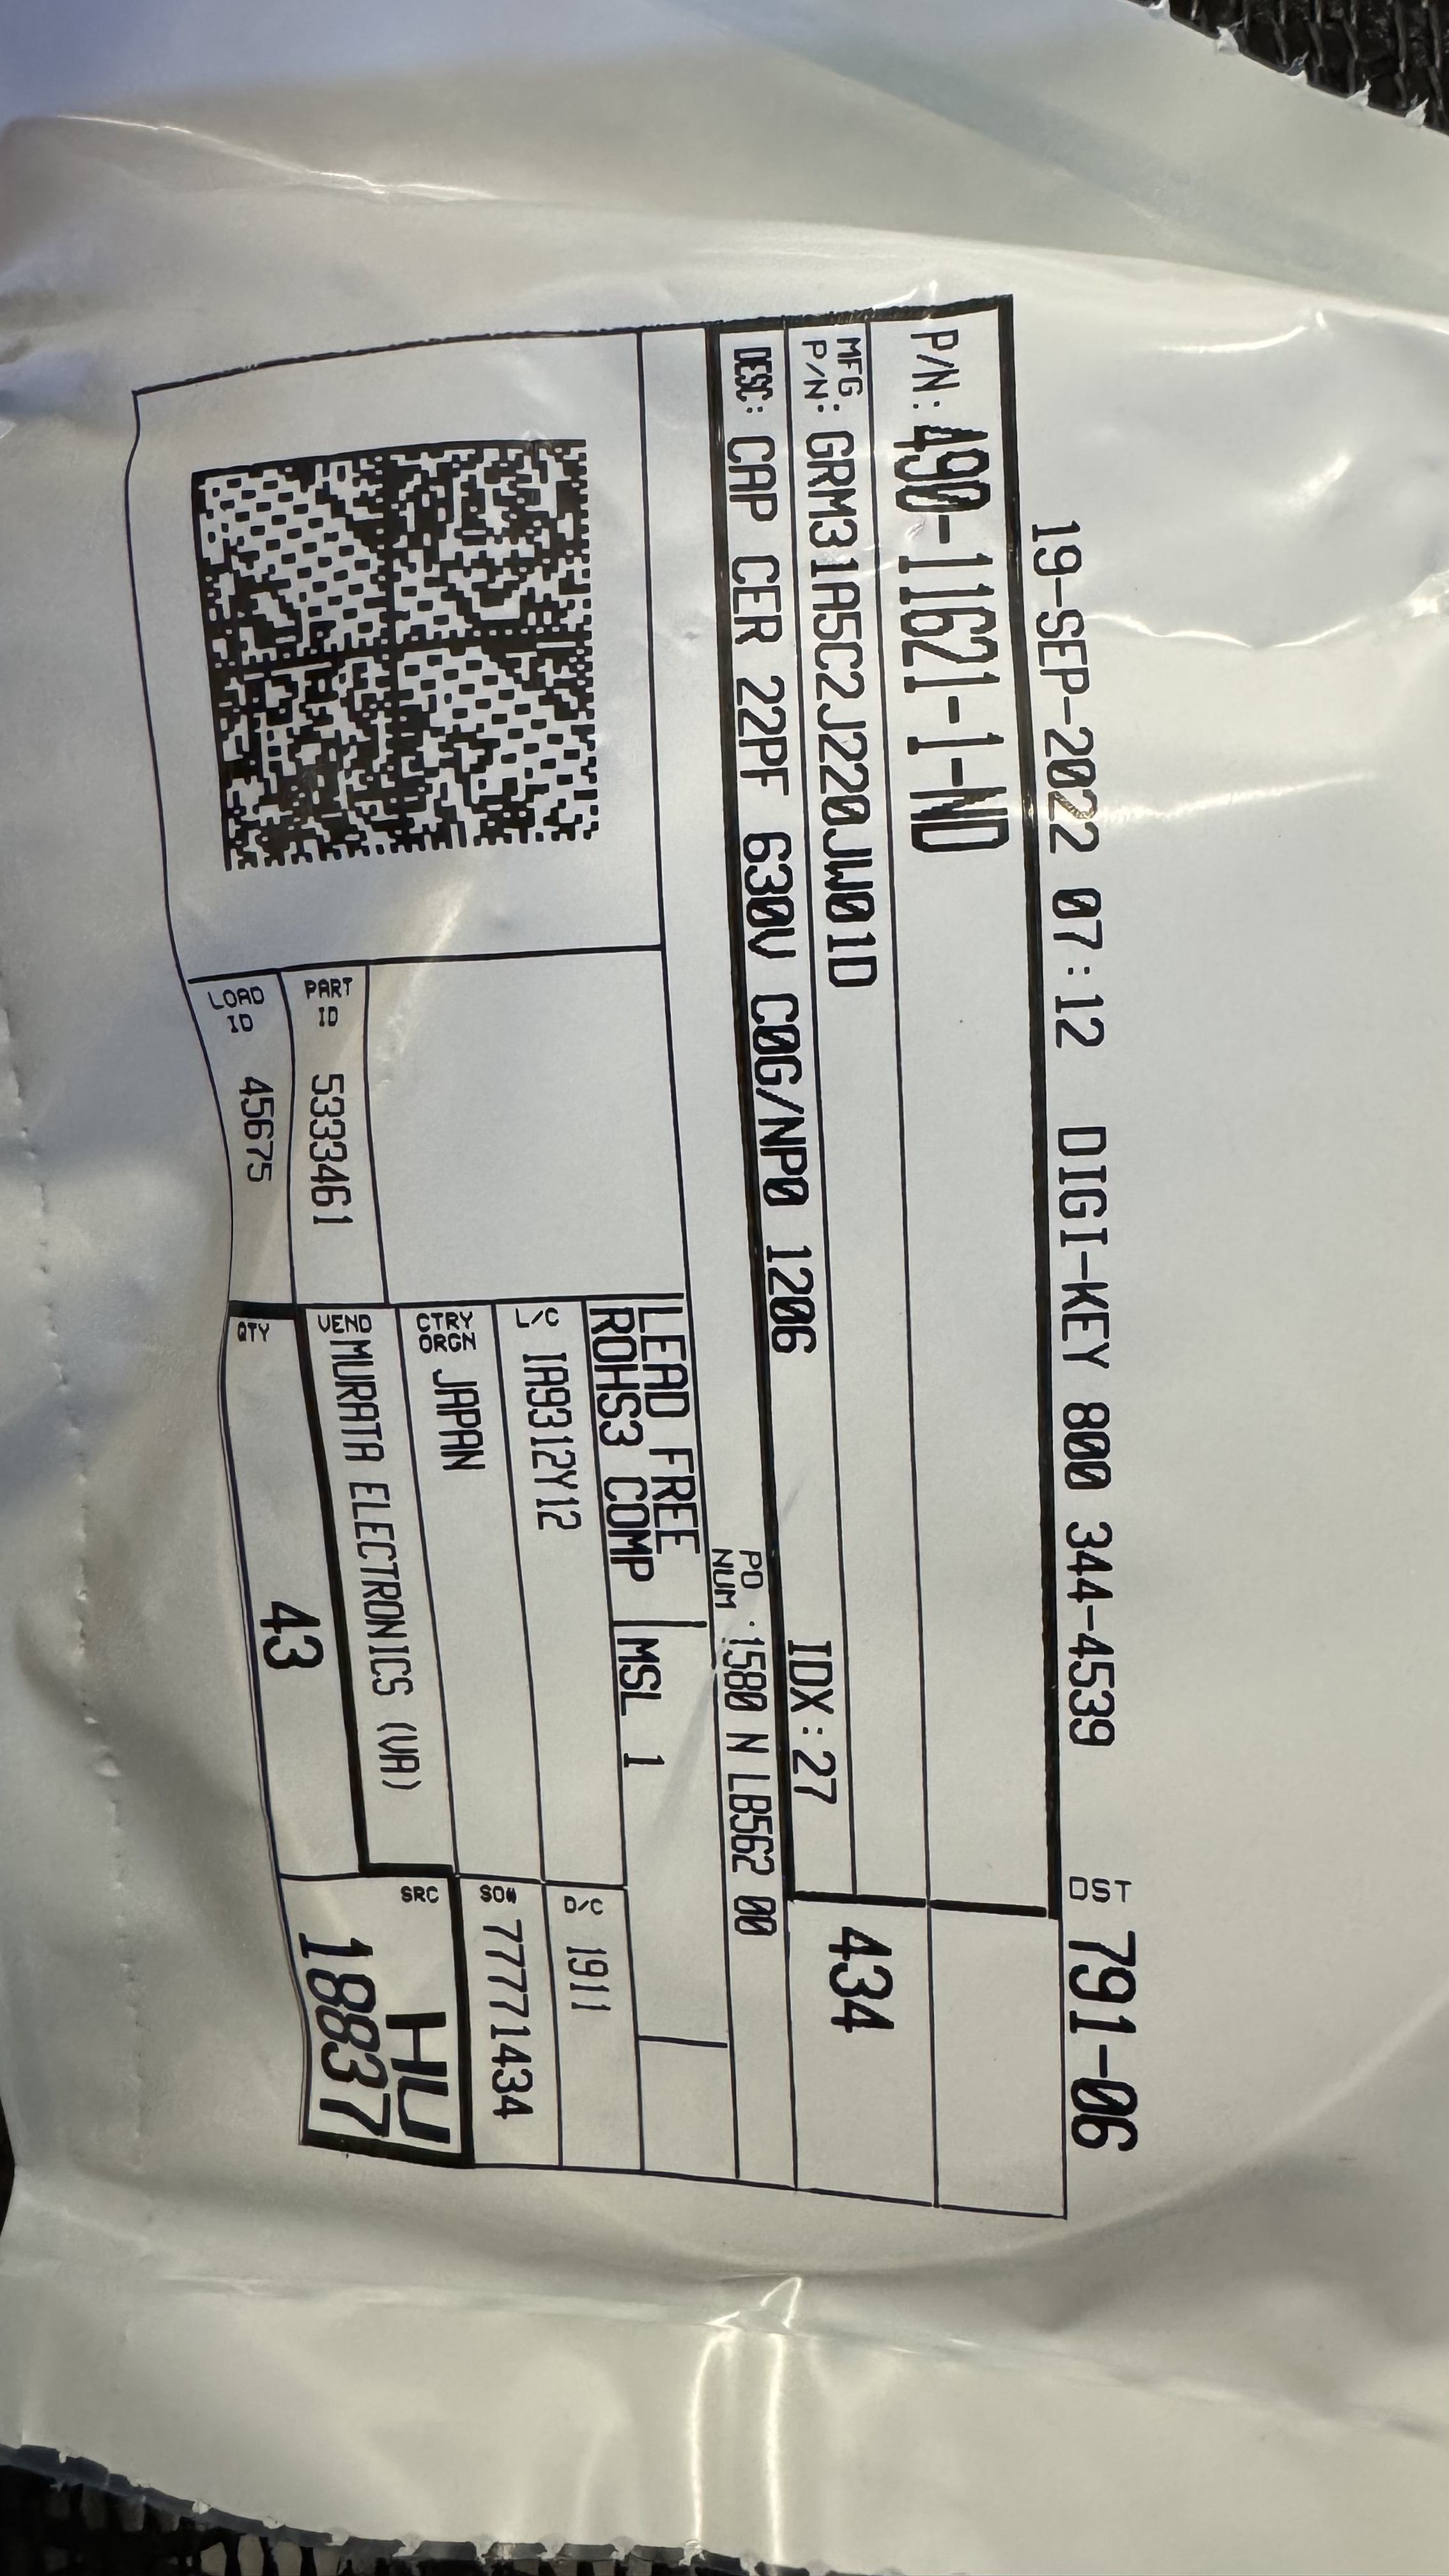 19-SEP-2022 07:12 DIGI-KEY 800 344-4539 DST 791-06
P/N: 490-11621-1-ND
MFG P/N: GRM31A5C2J220JW01D 434
DESC: CAP CER 22PF 630V C0G/NP0 1206 IDX:27
PO NUM 1580 N LB562 00
LEAD FREE
ROHS3 COMP MSL 1
L/C IA9312Y12 D/C 1911
CTRY ORGN JAPAN SO# 77771434
PART ID 5333461 VEND MURATA ELECTRONICS (VA) SRC HU
LOAD ID 45675 QTY 43 18837